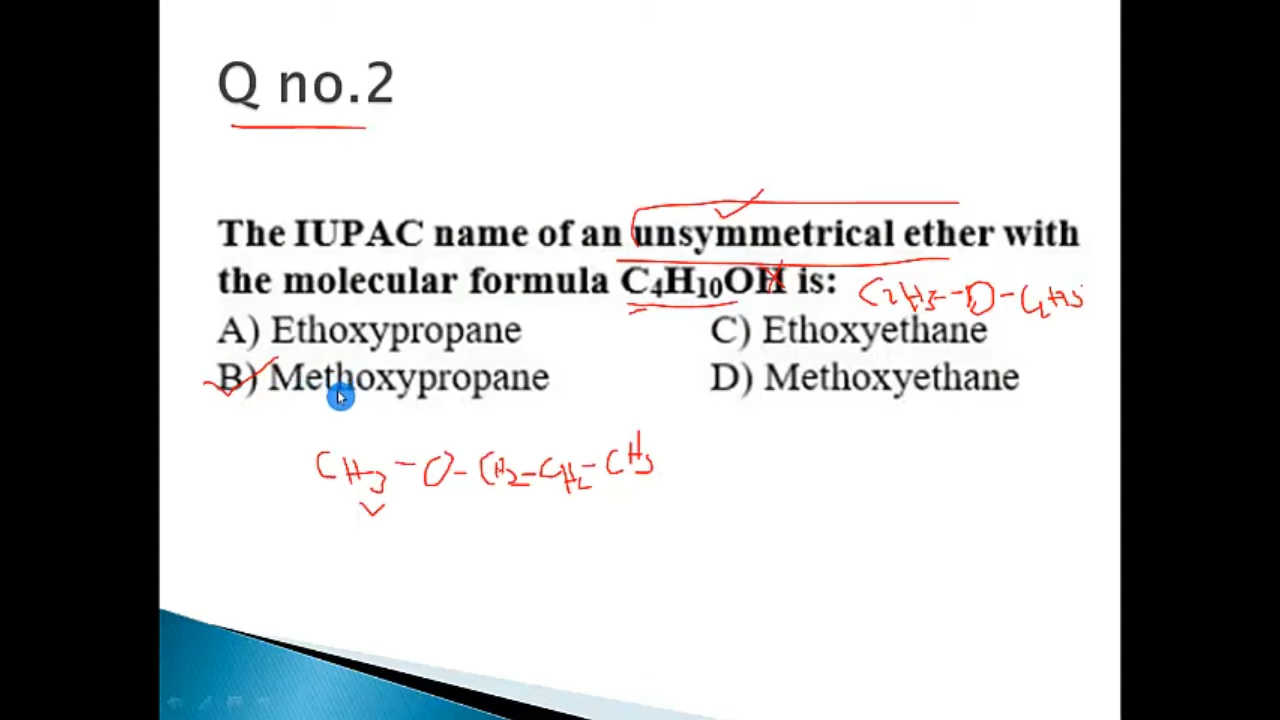 Q no.2
The IUPAC name of an unsymmetrical ether with
the molecular formula C₄H₁₀OH is:
C₂H₅-O-C₂H₅
A) Ethoxypropane C) Ethoxyethane
B) Methoxypropane D) Methoxyethane
CH₃-O-CH₂-CH₂-CH₃